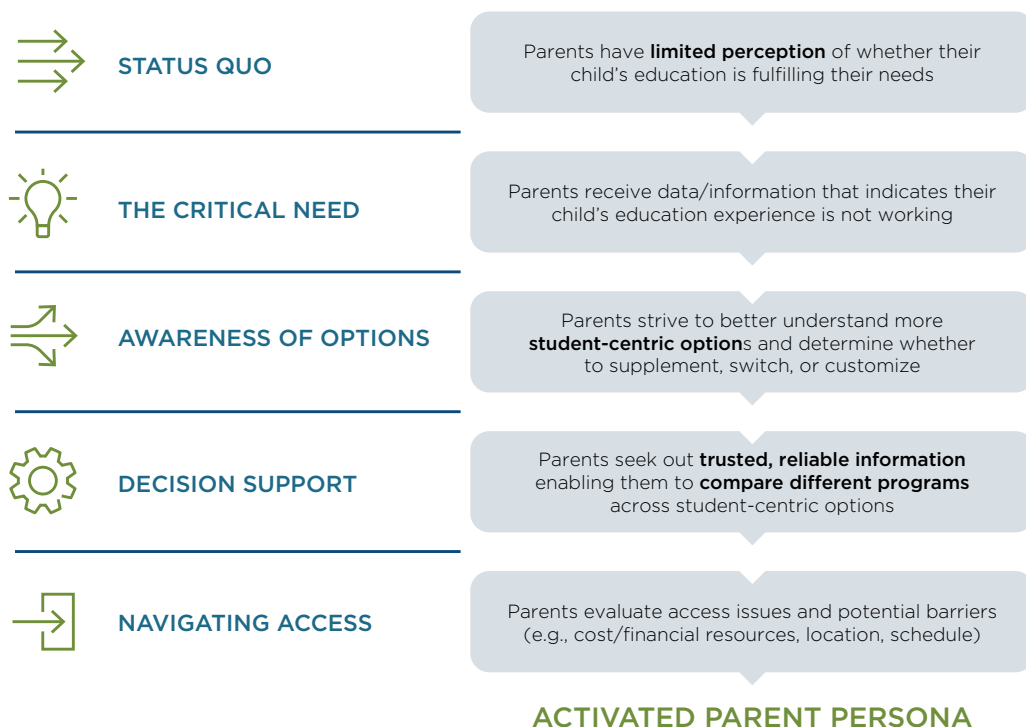 STATUS QUO
Parents have limited perception of whether their
child's education is fulfilling their needs
THE CRITICAL NEED
Parents receive data/information that indicates their
child's education experience is not working
AWARENESS OF OPTIONS
Parents strive to better understand more
student-centric options and determine whether
to supplement, switch, or customize
DECISION SUPPORT
Parents seek out trusted, reliable information
enabling them to compare different programs
across student-centric options
NAVIGATING ACCESS
Parents evaluate access issues and potential barriers
(e.g., cost/financial resources, location, schedule)
ACTIVATED PARENT PERSONA